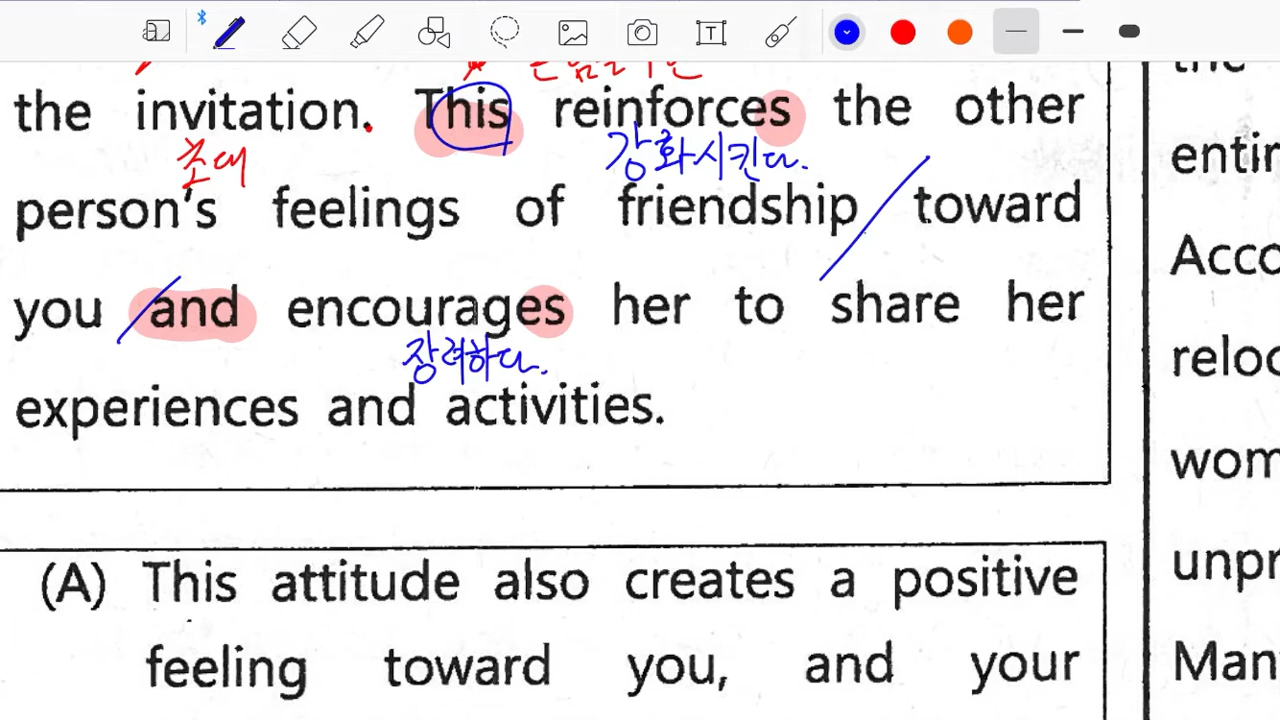 the invitation. This reinforces the other
초대
강화시킨다.
person's feelings of friendship toward
you and encourages her to share her
장려하다.
experiences and activities.
(A) This attitude also creates a positive
feeling toward you, and your
the
entir
Acco
reloc
wom
unpr
Man